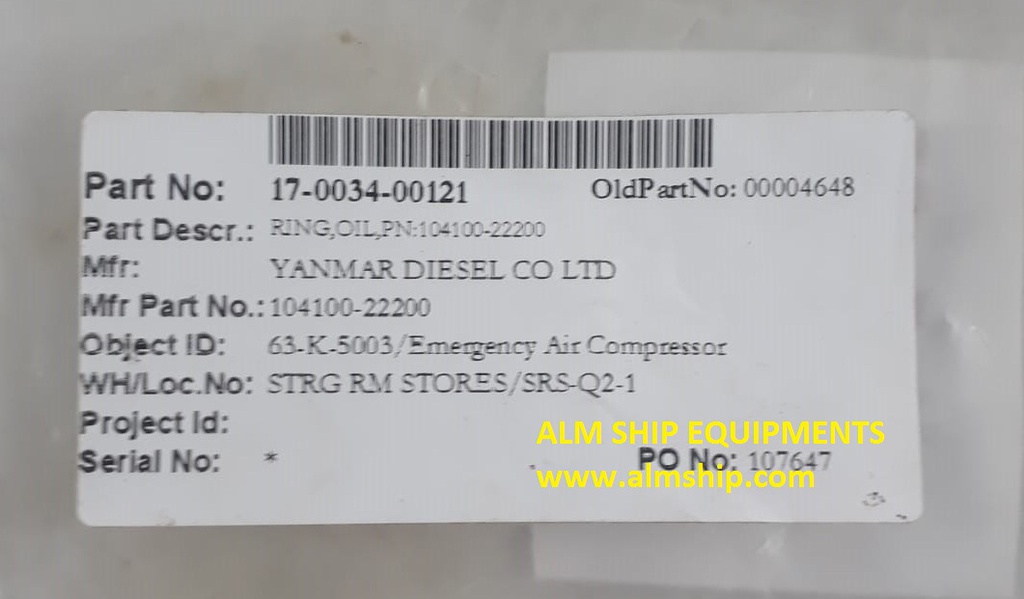 Part No: 17-0034-00121 OldPartNo: 00004648
Part Descr.: RING,OIL,PN:104100-22200
Mfr: YANMAR DIESEL CO LTD
Mfr Part No.: 104100-22200
Object ID: 63-K-5003/Emergency Air Compressor
WH/Loc.No: STRG RM STORES/SRS-Q2-1
Project Id:
ALM SHIP EQUIPMENTS
Serial No: * PO No: 107647
www.almship.com